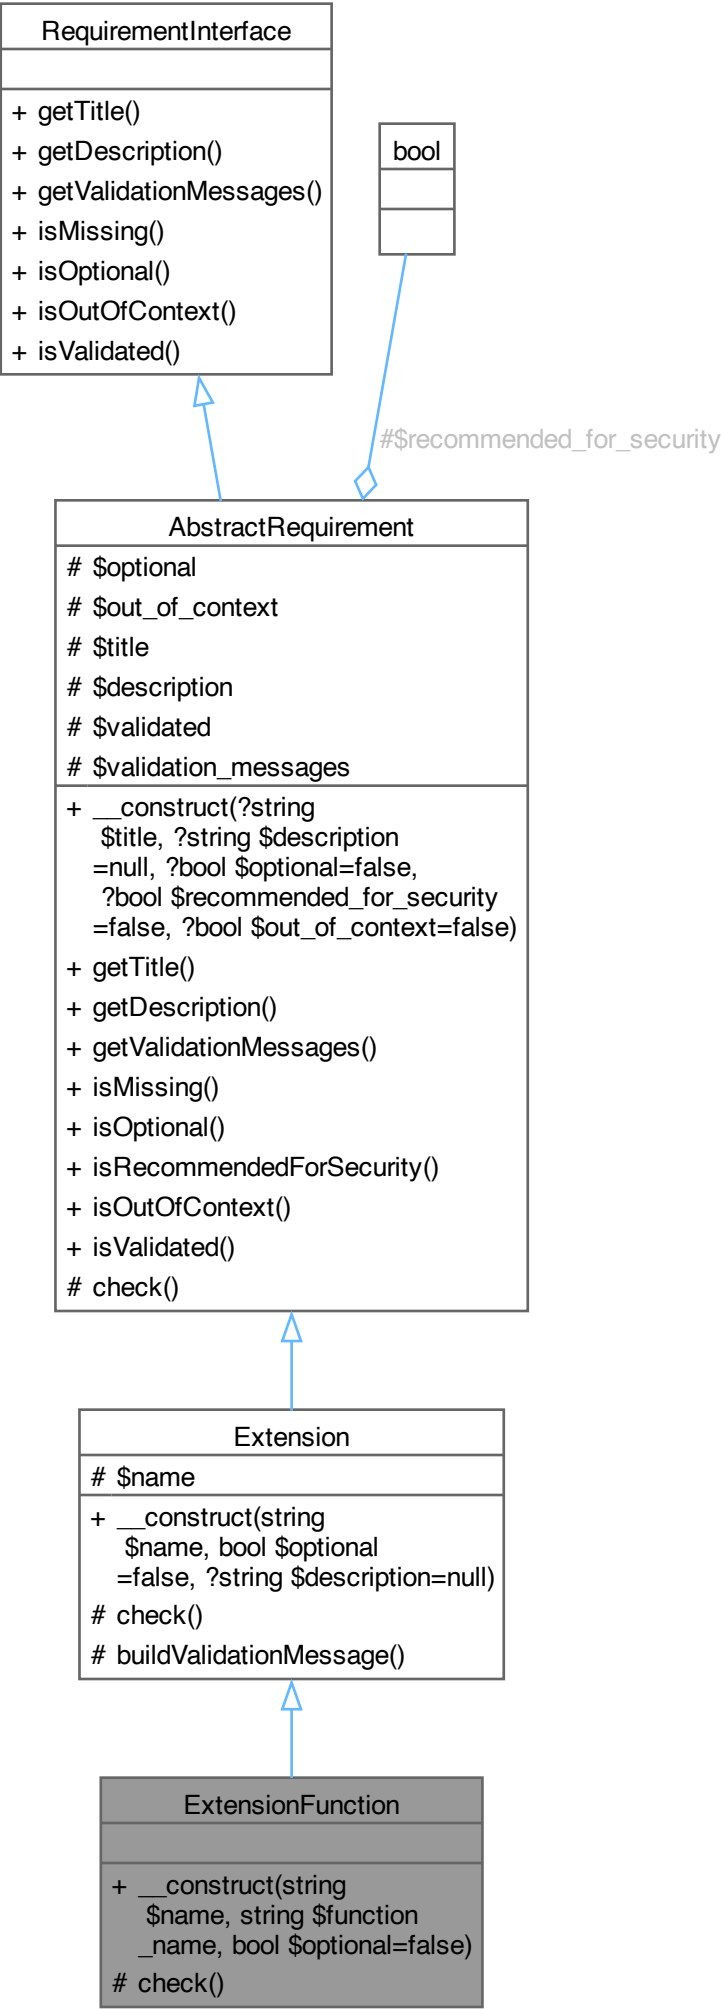 RequirementInterface
+ getTitle()
+ getDescription()
+ getValidationMessages()
+ isMissing()
+ isOptional()
+ isOutOfContext()
+ isValidated()
bool
#$recommended_for_security
AbstractRequirement
# $optional
# $out_of_context
# $title
# $description
# $validated
# $validation_messages
+ __construct(?string
$title, ?string $description
=null, ?bool $optional=false,
?bool $recommended_for_security
=false, ?bool $out_of_context=false)
+ getTitle()
+ getDescription()
+ getValidationMessages()
+ isMissing()
+ isOptional()
+ isRecommendedForSecurity()
+ isOutOfContext()
+ isValidated()
# check()
Extension
# $name
+ __construct(string
$name, bool $optional
=false, ?string $description=null)
# check()
# buildValidationMessage()
ExtensionFunction
+ __construct(string
$name, string $function
_name, bool $optional=false)
# check()